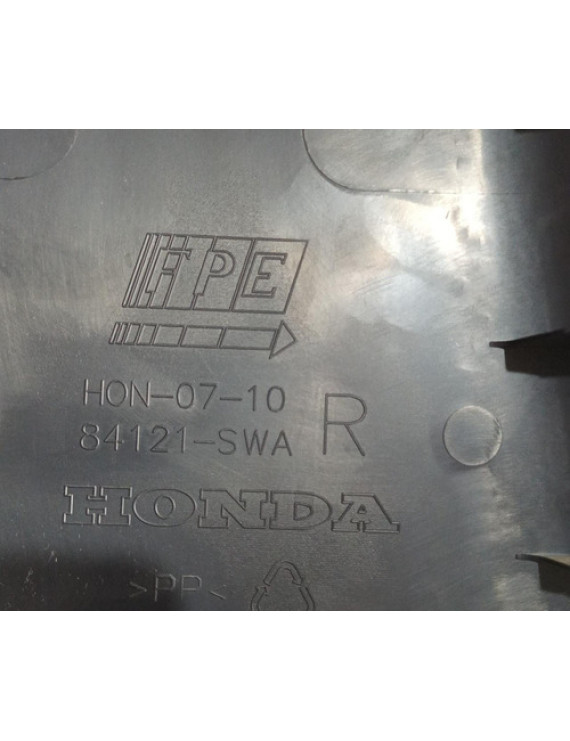 FPE
HON-07-10
84121-SWA R
HONDA
>PP<